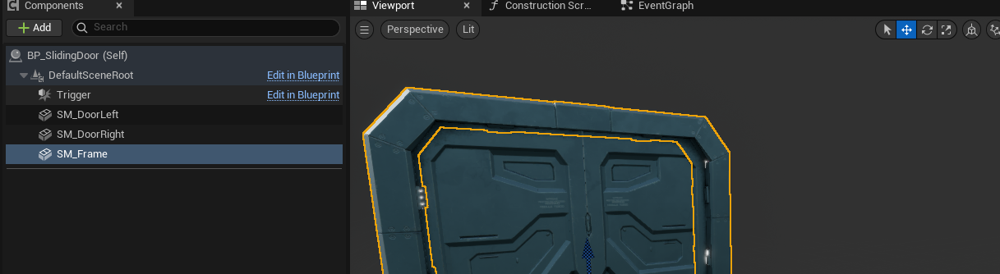 Components
Add
Search
BP_SlidingDoor (Self)
DefaultSceneRoot Edit in Blueprint
Trigger Edit in Blueprint
SM_DoorLeft
SM_DoorRight
SM_Frame
Viewport
Construction Scr...
EventGraph
Perspective
Lit